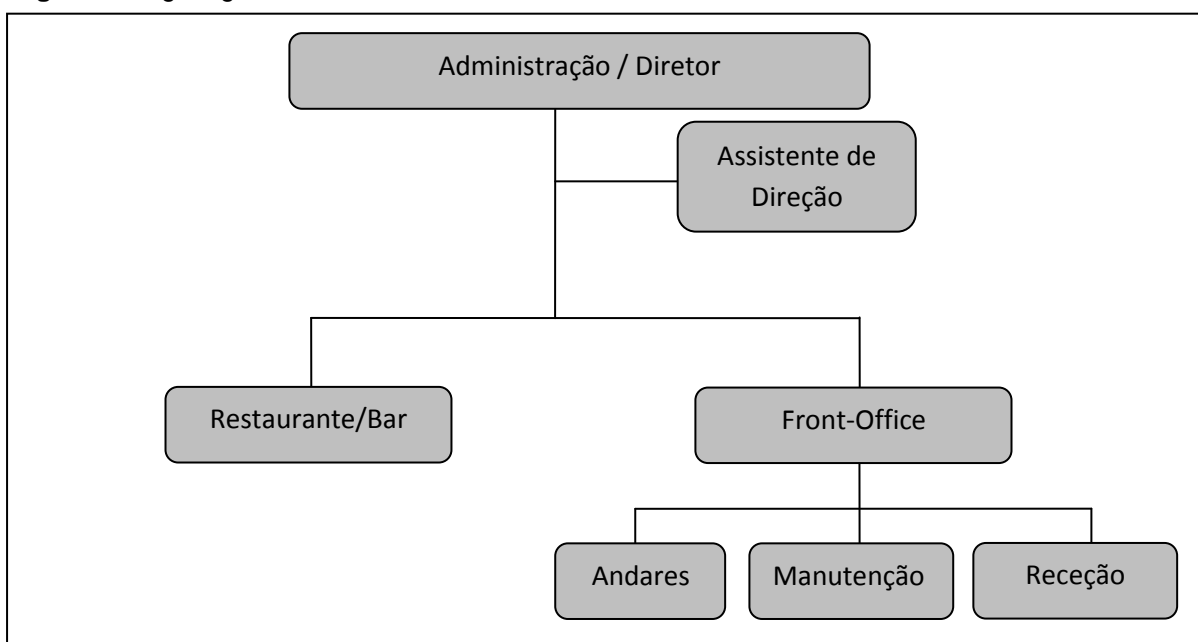 Administração / Diretor
Assistente de
Direção
Restaurante/Bar
Front-Office
Andares
Manutenção
Receção